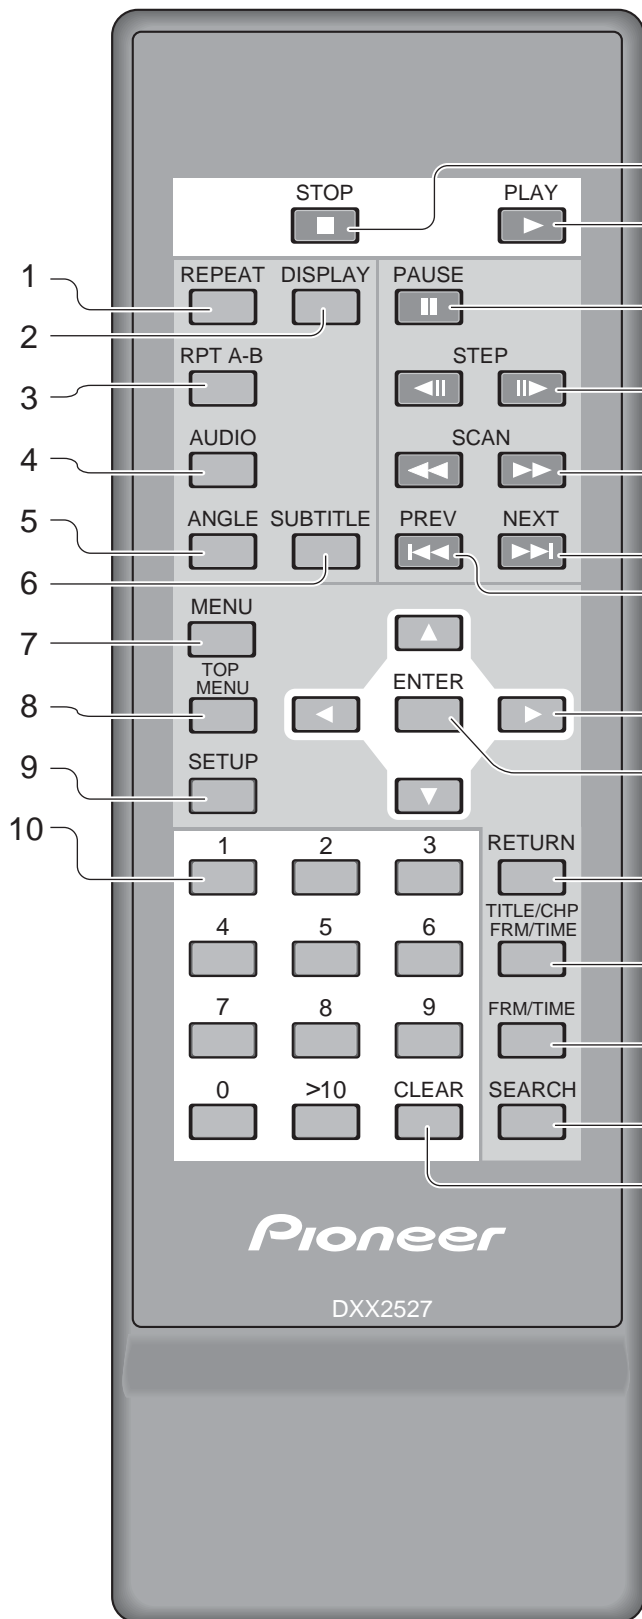 STOP PLAY
1 REPEAT DISPLAY PAUSE
2
RPT A-B STEP
3
AUDIO SCAN
4
5 ANGLE SUBTITLE PREV NEXT
6
MENU
7
TOP
MENU ENTER
8
SETUP
9
10 1 2 3 RETURN
TITLE/CHP
4 5 6 FRM/TIME
7 8 9 FRM/TIME
0 >10 CLEAR SEARCH
Pioneer
DXX2527